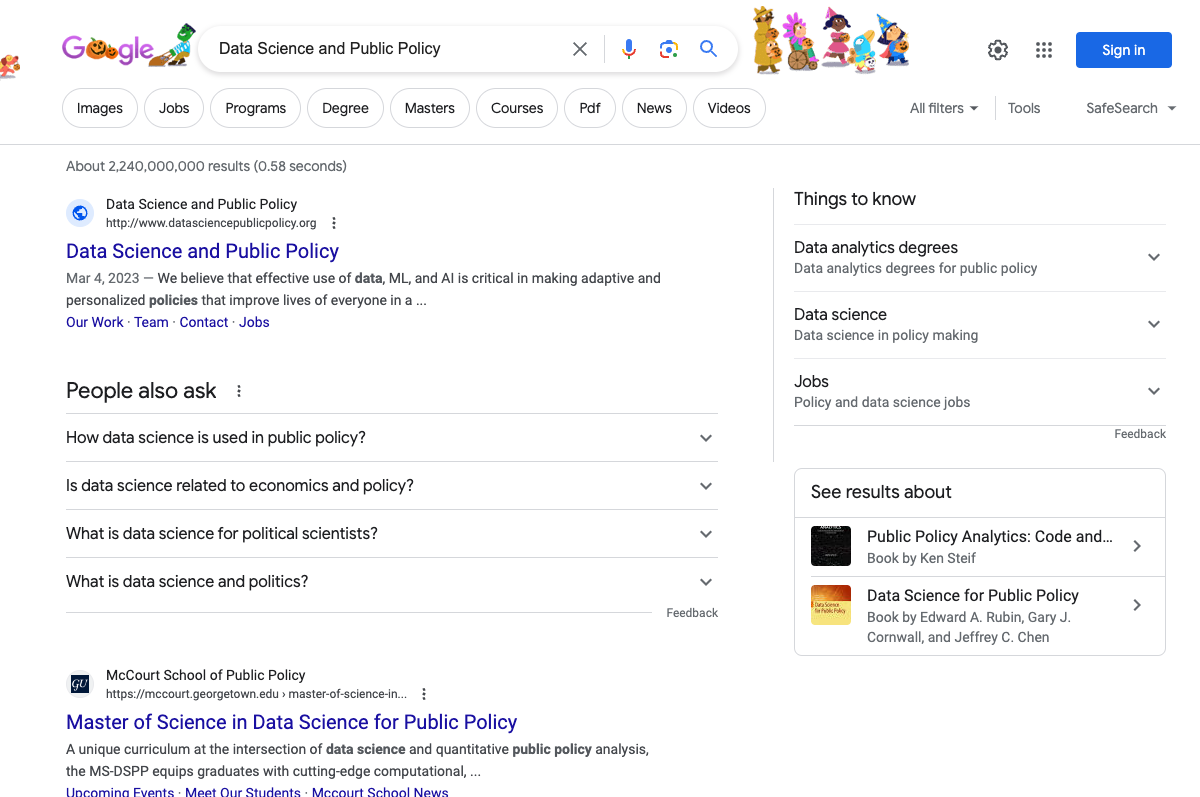 Google
Data Science and Public Policy
Sign in
Images
Jobs
Programs
Degree
Masters
Courses
Pdf
News
Videos
All filters
Tools
SafeSearch
About 2,240,000,000 results (0.58 seconds)
Data Science and Public Policy
http://www.datasciencepublicpolicy.org
Data Science and Public Policy
Mar 4, 2023 — We believe that effective use of data, ML, and AI is critical in making adaptive and
personalized policies that improve lives of everyone in a ...
Our Work · Team · Contact · Jobs
People also ask
How data science is used in public policy?
Is data science related to economics and policy?
What is data science for political scientists?
What is data science and politics?
Feedback
GU
McCourt School of Public Policy
https://mccourt.georgetown.edu › master-of-science-in...
Master of Science in Data Science for Public Policy
A unique curriculum at the intersection of data science and quantitative public policy analysis,
the MS-DSPP equips graduates with cutting-edge computational, ...
Upcoming Events · Meet Our Students · Mccourt School News
Things to know
Data analytics degrees
Data analytics degrees for public policy
Data science
Data science in policy making
Jobs
Policy and data science jobs
Feedback
See results about
Public Policy Analytics: Code and...
Book by Ken Steif
Data Science
for Public Policy
Data Science for Public Policy
Book by Edward A. Rubin, Gary J.
Cornwall, and Jeffrey C. Chen